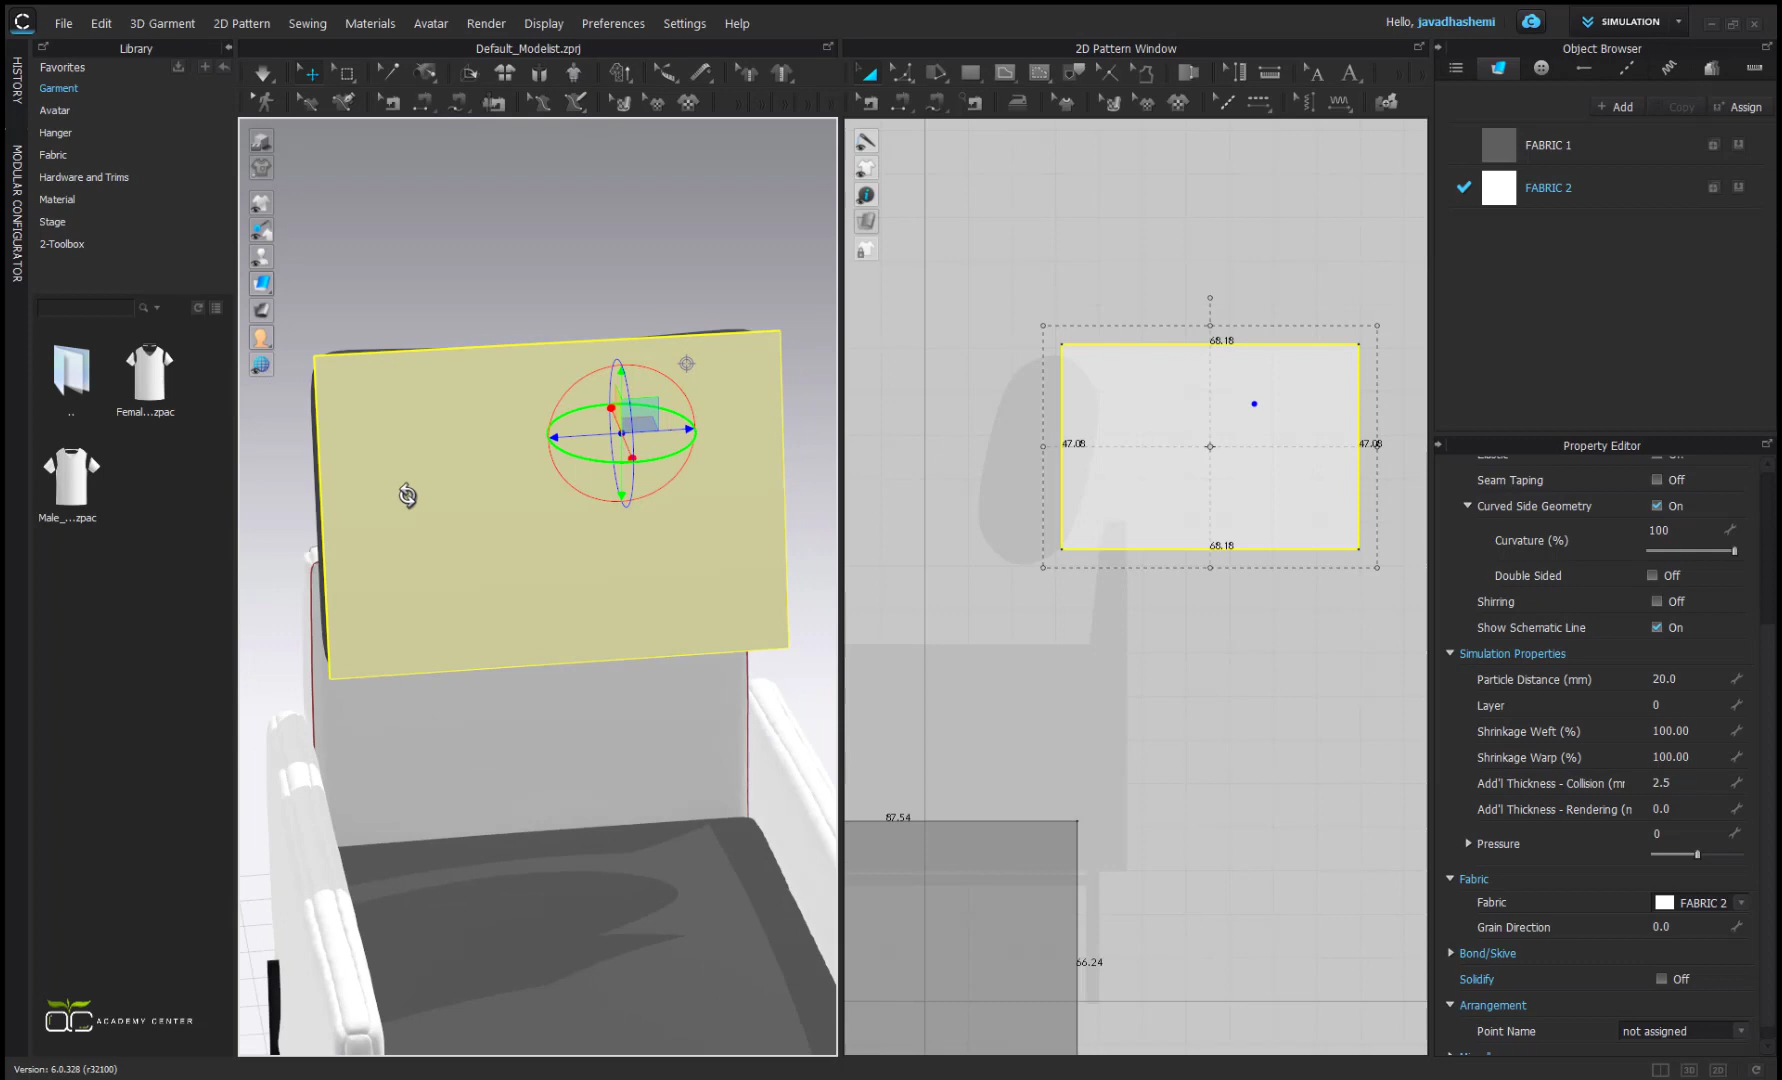 File Edit 3D Garment 2D Pattern Sewing Materials Avatar Render Display Preferences Settings Help
Hello, javadhashemi
SIMULATION
Library
Default_Modelist.zprj
2D Pattern Window
Object Browser
HISTORY
MODULAR CONFIGURATOR
Favorites
Garment
Avatar
Hanger
Fabric
Hardware and Trims
Material
Stage
2-Toolbox
..
Femal...zpac
Male_...zpac
ACADEMY CENTER
68.18
47.08
47.08
68.18
87.54
66.24
Add Copy Assign
FABRIC 1
FABRIC 2
Property Editor
Seam Taping Off
Curved Side Geometry On
Curvature (%) 100
Double Sided Off
Shirring Off
Show Schematic Line On
Simulation Properties
Particle Distance (mm) 20.0
Layer 0
Shrinkage Weft (%) 100.00
Shrinkage Warp (%) 100.00
Add'l Thickness - Collision (mr 2.5
Add'l Thickness - Rendering (n 0.0
Pressure 0
Fabric
Fabric FABRIC 2
Grain Direction 0.0
Bond/Skive
Solidify Off
Arrangement
Point Name not assigned
Version: 6.0.328 (r32100)
3D 2D